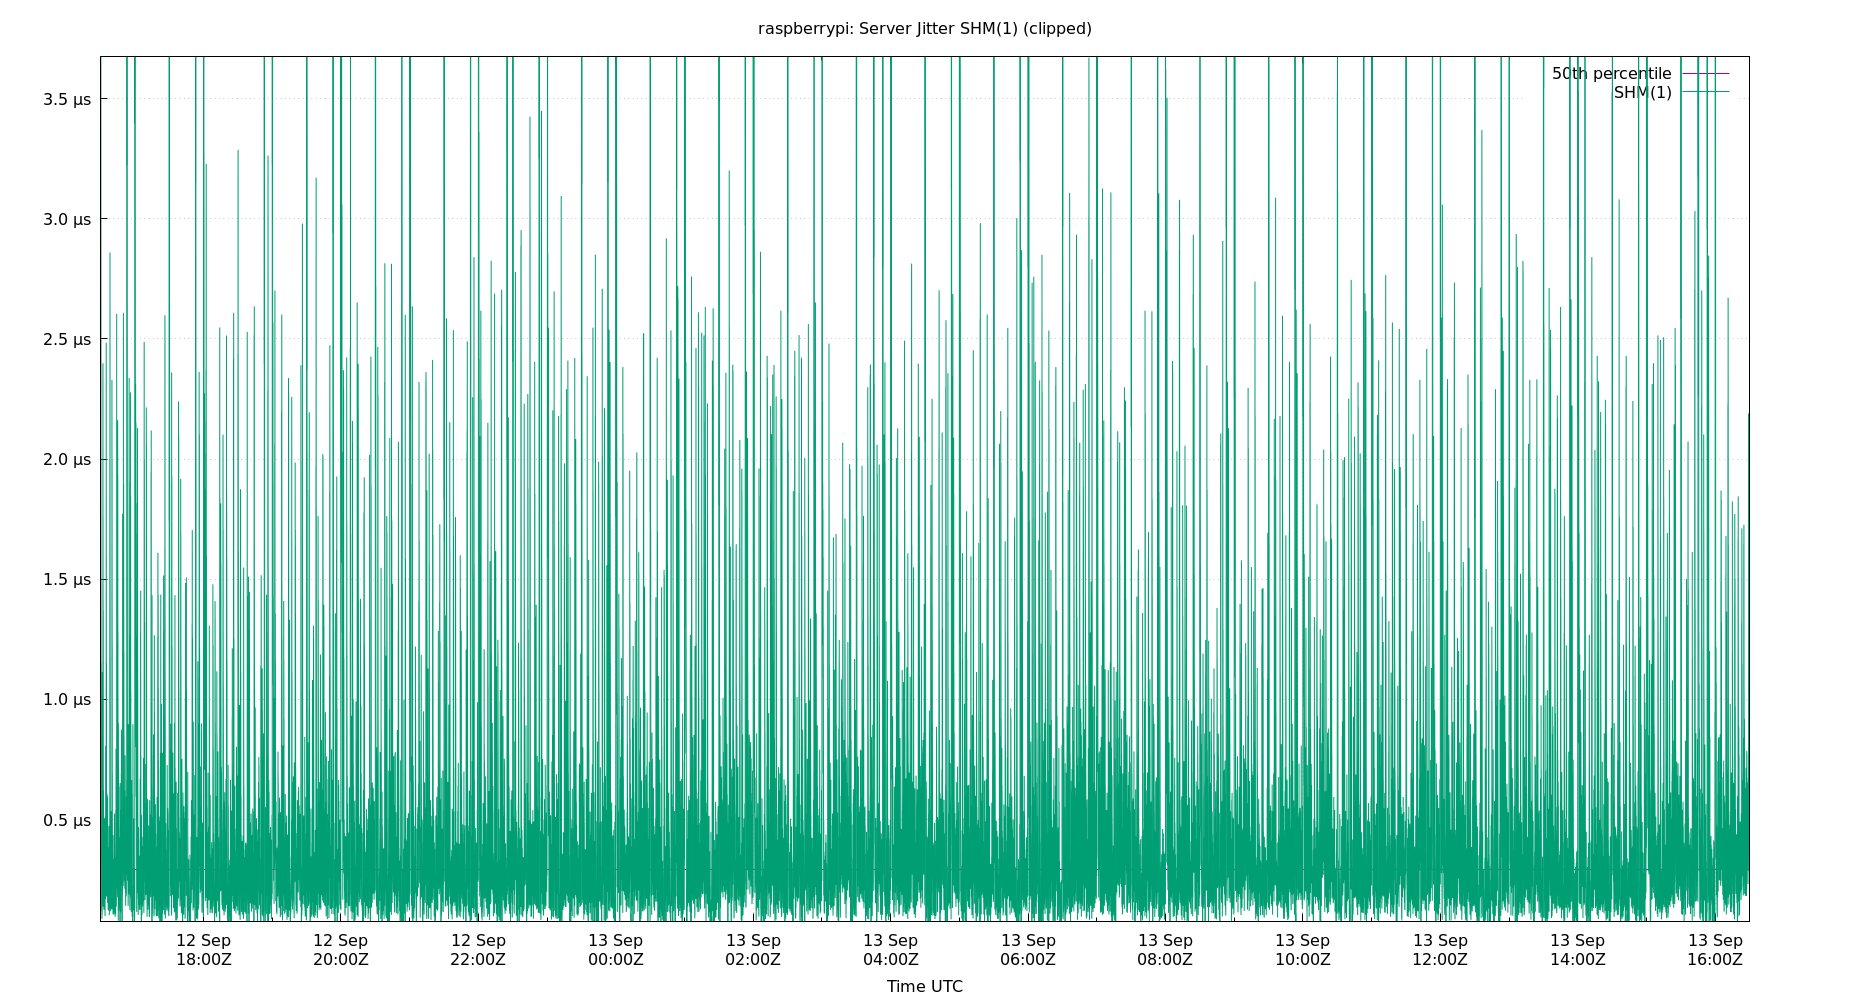 raspberrypi: Server Jitter SHM(1) (clipped)
50th percentile
SHM(1)
3.5 µs
3.0 µs
2.5 µs
2.0 µs
1.5 µs
1.0 µs
0.5 µs
12 Sep 12 Sep 12 Sep 13 Sep 13 Sep 13 Sep 13 Sep 13 Sep 13 Sep 13 Sep 13 Sep 13 Sep
18:00Z 20:00Z 22:00Z 00:00Z 02:00Z 04:00Z 06:00Z 08:00Z 10:00Z 12:00Z 14:00Z 16:00Z
Time UTC